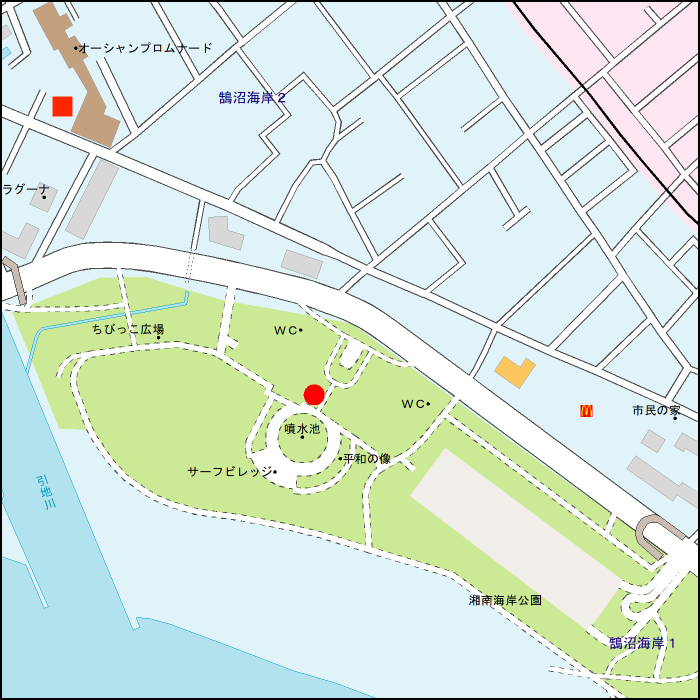 オーシャンプロムナード
鵠沼海岸2
ラグーナ
ちびっこ広場
WC
WC
市民の家
噴水池
平和の像
サーフビレッジ
引地川
湘南海岸公園
鵠沼海岸1